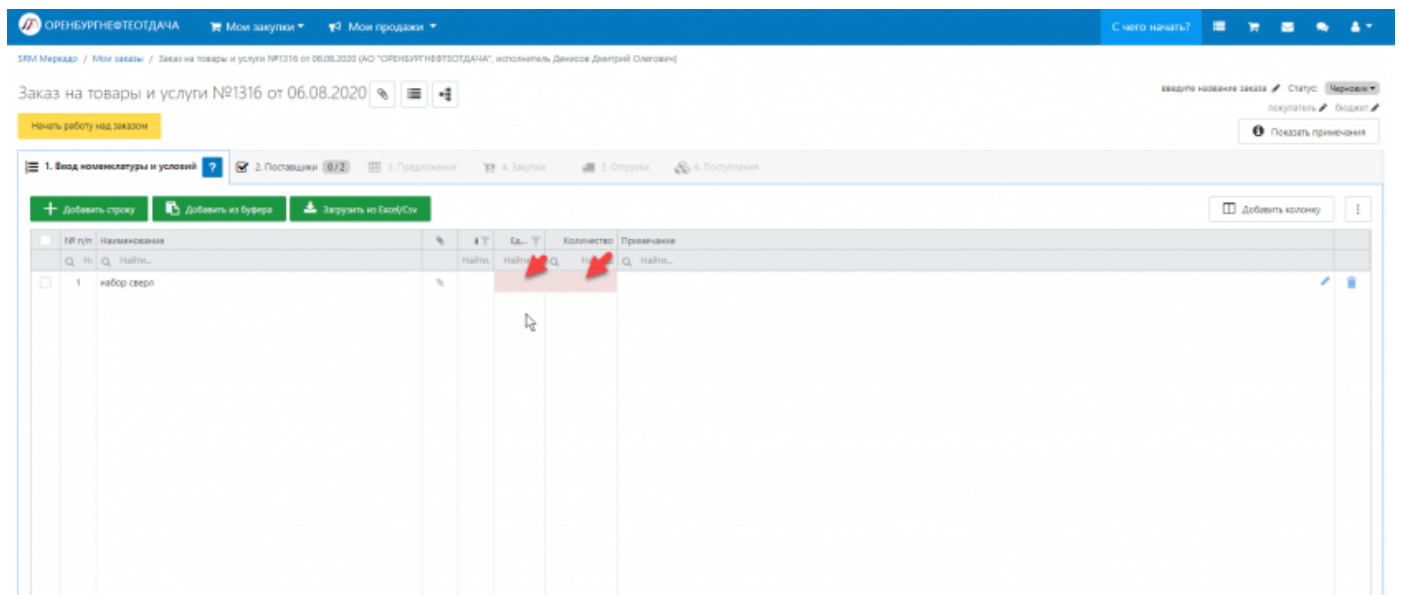 ОРЕНБУРГНЕФТЕОТДАЧА Мои закупки Мои продажи С чего начать?
SRM Меркадо / Мои заказы / Заказ на товары и услуги №1316 от 06.08.2020 (АО "ОРЕНБУРГНЕФТЕОТДАЧА", исполнитель Денисов Дмитрий Олегович)
Заказ на товары и услуги №1316 от 06.08.2020 введите название заказа Статус: Черновик
покупатель бюджет
Начать работу над заказом Показать примечания
1. Ввод номенклатуры и условий ? 2. Поставщики 0/2 3. Предложения 4. Закупки 5. Отгрузки 6. Поступления
Добавить строку Добавить из буфера Загрузить из Excel/Csv Добавить колонку
№ п/п Наименование Ед... Количество Примечание
Найти... Найти. Найти...
1 набор сверл